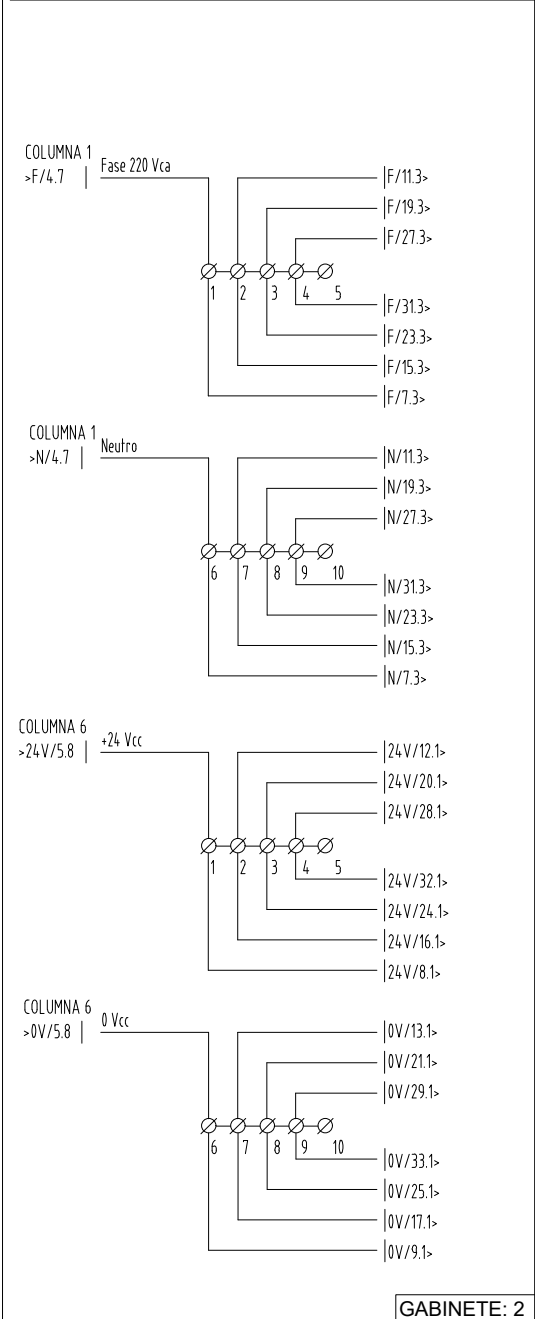 COLUMNA 1
>F/4.7 | Fase 220 Vca
|F/11.3>
|F/19.3>
|F/27.3>
1 2 3 4 5
|F/31.3>
|F/23.3>
|F/15.3>
|F/7.3>
COLUMNA 1
>N/4.7 | Neutro
|N/11.3>
|N/19.3>
|N/27.3>
6 7 8 9 10
|N/31.3>
|N/23.3>
|N/15.3>
|N/7.3>
COLUMNA 6
>24V/5.8 | +24 Vcc
|24V/12.1>
|24V/20.1>
|24V/28.1>
1 2 3 4 5
|24V/32.1>
|24V/24.1>
|24V/16.1>
|24V/8.1>
COLUMNA 6
>0V/5.8 | 0 Vcc
|0V/13.1>
|0V/21.1>
|0V/29.1>
6 7 8 9 10
|0V/33.1>
|0V/25.1>
|0V/17.1>
|0V/9.1>
GABINETE: 2